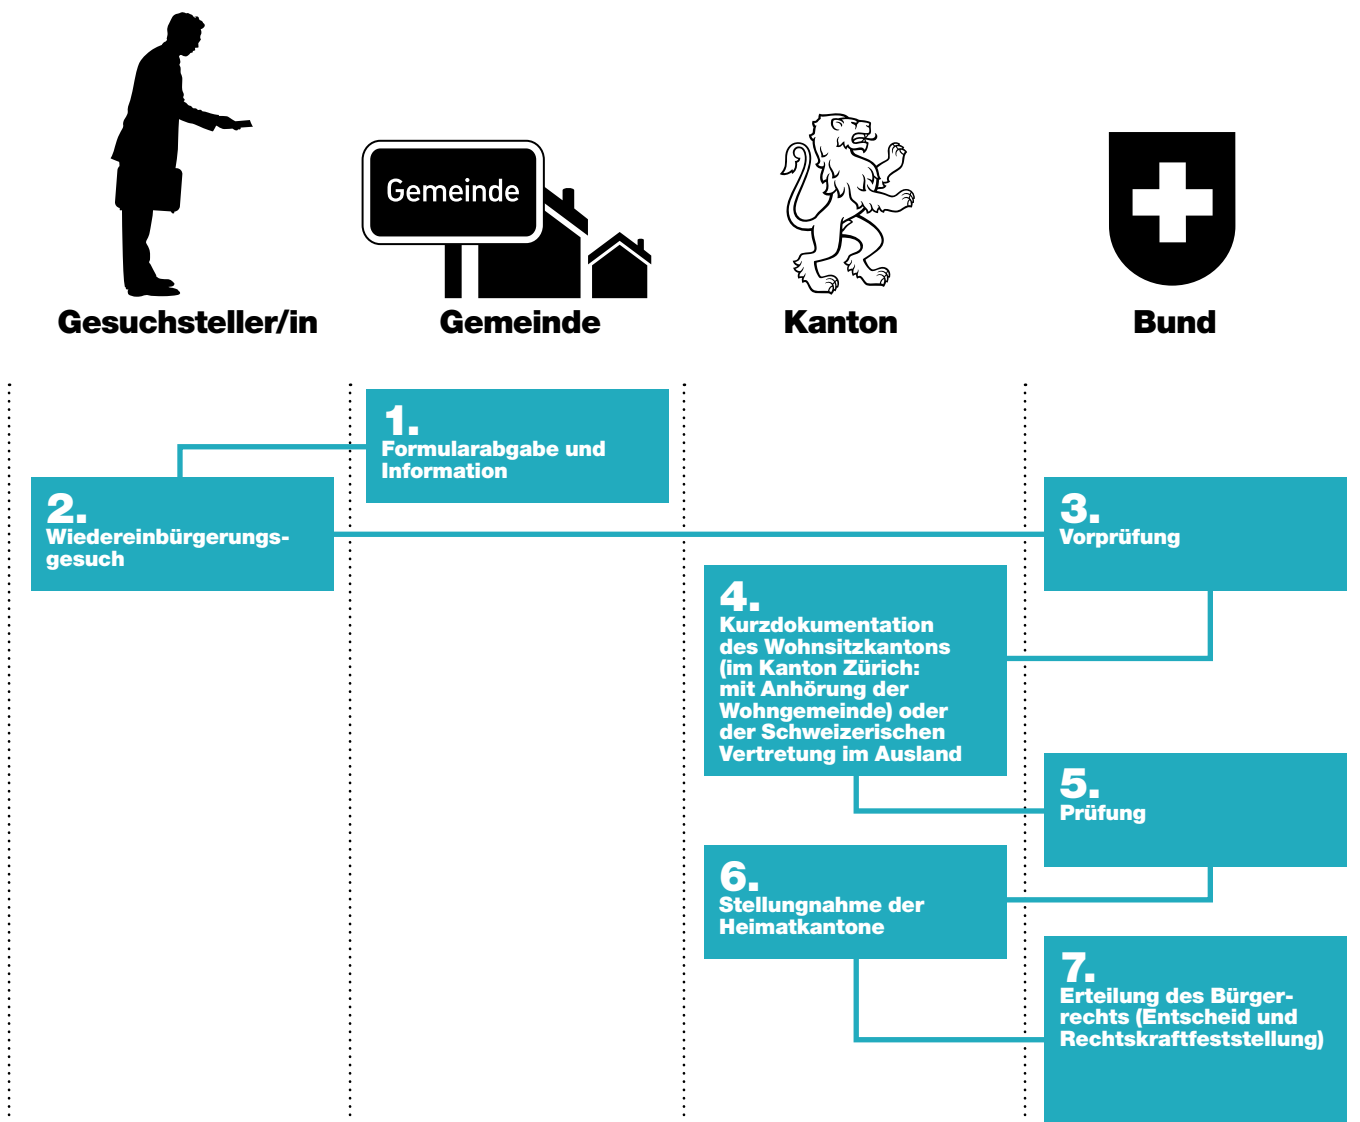 Gemeinde
Gesuchsteller/in
Gemeinde
Kanton
Bund
1.
Formularabgabe und
Information
2.
Wiedereinbürgerungs-
gesuch
3.
Vorprüfung
4.
Kurzdokumentation
des Wohnsitzkantons
(im Kanton Zürich:
mit Anhörung der
Wohngemeinde) oder
der Schweizerischen
Vertretung im Ausland
5.
Prüfung
6.
Stellungnahme der
Heimatkantone
7.
Erteilung des Bürger-
rechts (Entscheid und
Rechtskraftfeststellung)